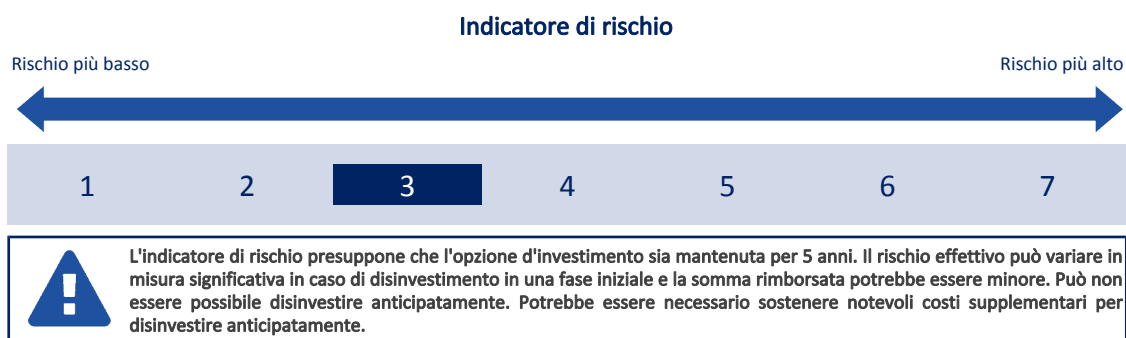 Indicatore di rischio
Rischio più basso
Rischio più alto
1 2 3 4 5 6 7
L'indicatore di rischio presuppone che l'opzione d'investimento sia mantenuta per 5 anni. Il rischio effettivo può variare in
misura significativa in caso di disinvestimento in una fase iniziale e la somma rimborsata potrebbe essere minore. Può non
essere possibile disinvestire anticipatamente. Potrebbe essere necessario sostenere notevoli costi supplementari per
disinvestire anticipatamente.